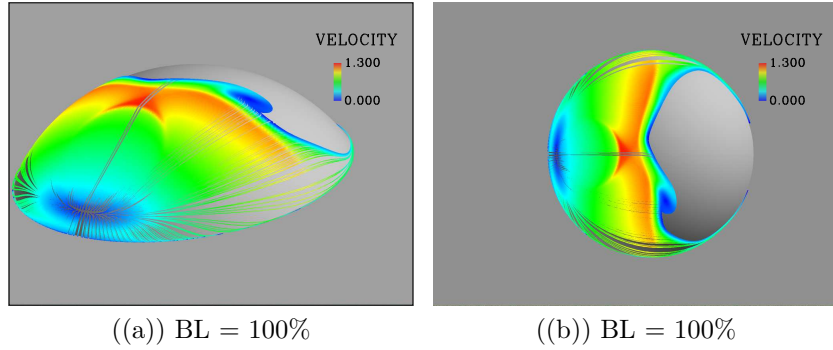 VELOCITY
1.300
0.000
VELOCITY
1.300
0.000
((a)) BL = 100%
((b)) BL = 100%